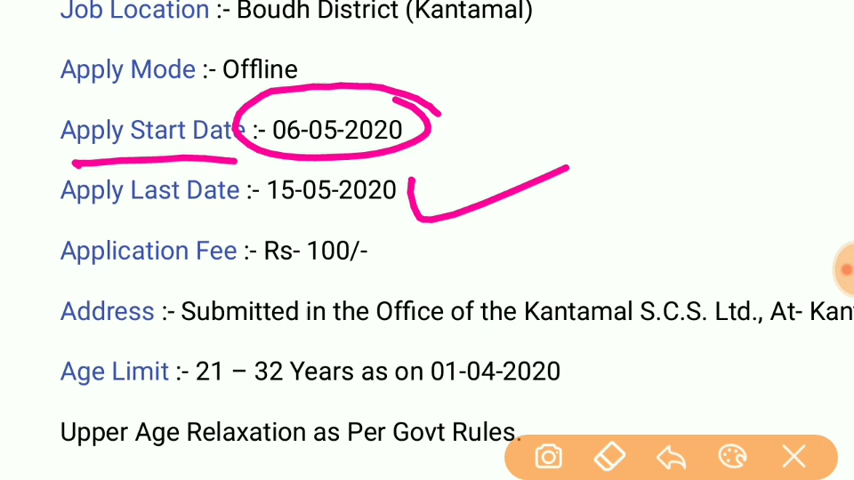 Job Location :- Boudh District (Kantamal)
Apply Mode :- Offline
Apply Start Date :- 06-05-2020
Apply Last Date :- 15-05-2020
Application Fee :- Rs- 100/-
Address :- Submitted in the Office of the Kantamal S.C.S. Ltd., At- Kan
Age Limit :- 21 – 32 Years as on 01-04-2020
Upper Age Relaxation as Per Govt Rules.